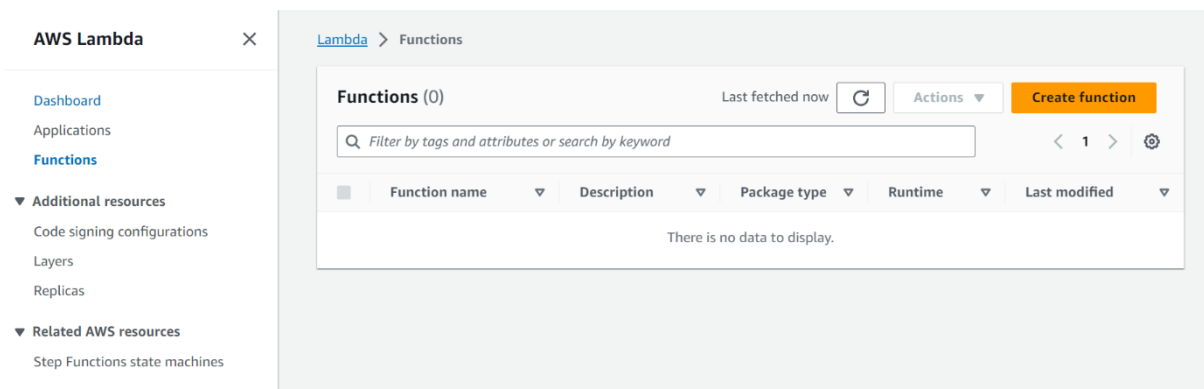 AWS Lambda
Dashboard
Applications
Functions
Additional resources
Code signing configurations
Layers
Replicas
Related AWS resources
Step Functions state machines
Lambda > Functions
Functions (0)
Last fetched now
Actions
Create function
Filter by tags and attributes or search by keyword
1
Function name Description Package type Runtime Last modified
There is no data to display.